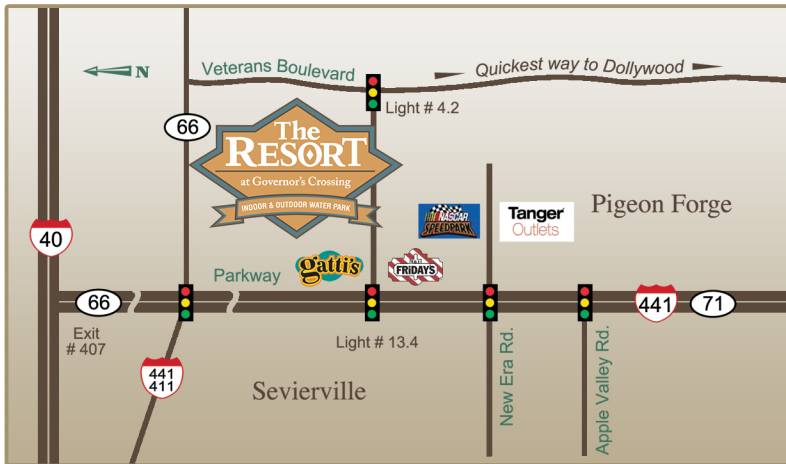 N
Veterans Boulevard
Quickest way to Dollywood
66
Light # 4.2
The
RESORT
at Governor's Crossing
INDOOR & OUTDOOR WATER PARK
NASCAR
SPEEDPARK
Tanger
Outlets
Pigeon Forge
40
Parkway
gatti's
FRIDAYS
66
441
71
Exit
# 407
Light # 13.4
441
411
Sevierville
New Era Rd.
Apple Valley Rd.